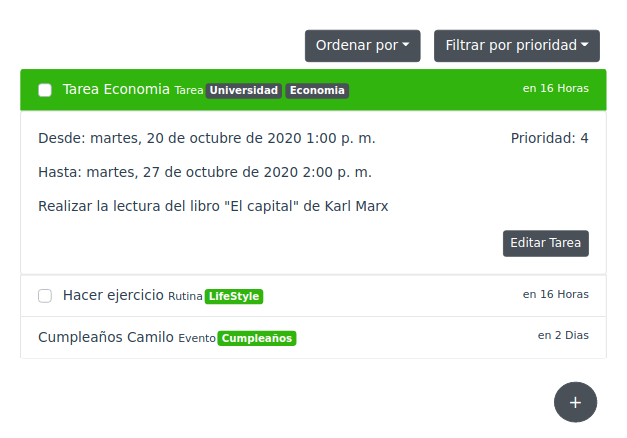 Ordenar por Filtrar por prioridad
Tarea Economia Tarea Universidad Economia en 16 Horas
Desde: martes, 20 de octubre de 2020 1:00 p. m. Prioridad: 4
Hasta: martes, 27 de octubre de 2020 2:00 p. m.
Realizar la lectura del libro "El capital" de Karl Marx
Editar Tarea
Hacer ejercicio Rutina LifeStyle en 16 Horas
Cumpleaños Camilo Evento Cumpleaños en 2 Dias
+